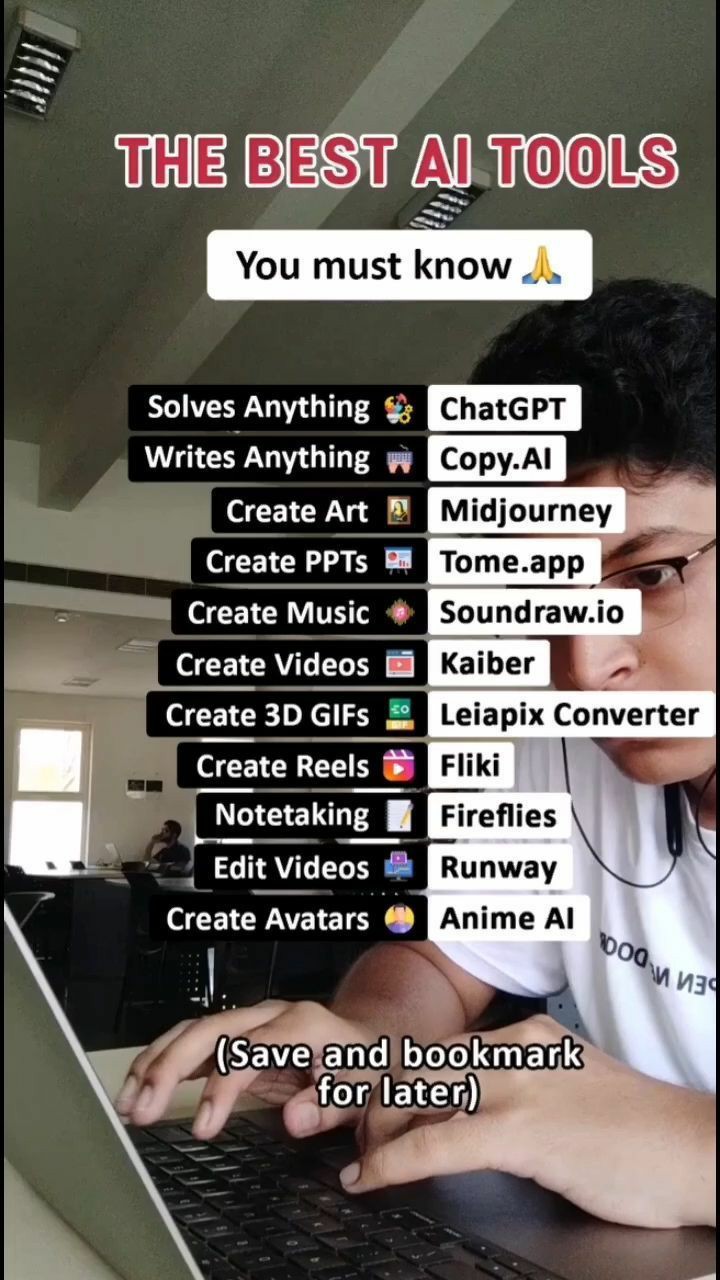 THE BEST AI TOOLS
You must know 🙏
Solves Anything ChatGPT
Writes Anything Copy.AI
Create Art Midjourney
Create PPTs Tome.app
Create Music Soundraw.io
Create Videos Kaiber
Create 3D GIFs Leiapix Converter
Create Reels Fliki
Notetaking Fireflies
Edit Videos Runway
Create Avatars Anime AI
(Save and bookmark
for later)